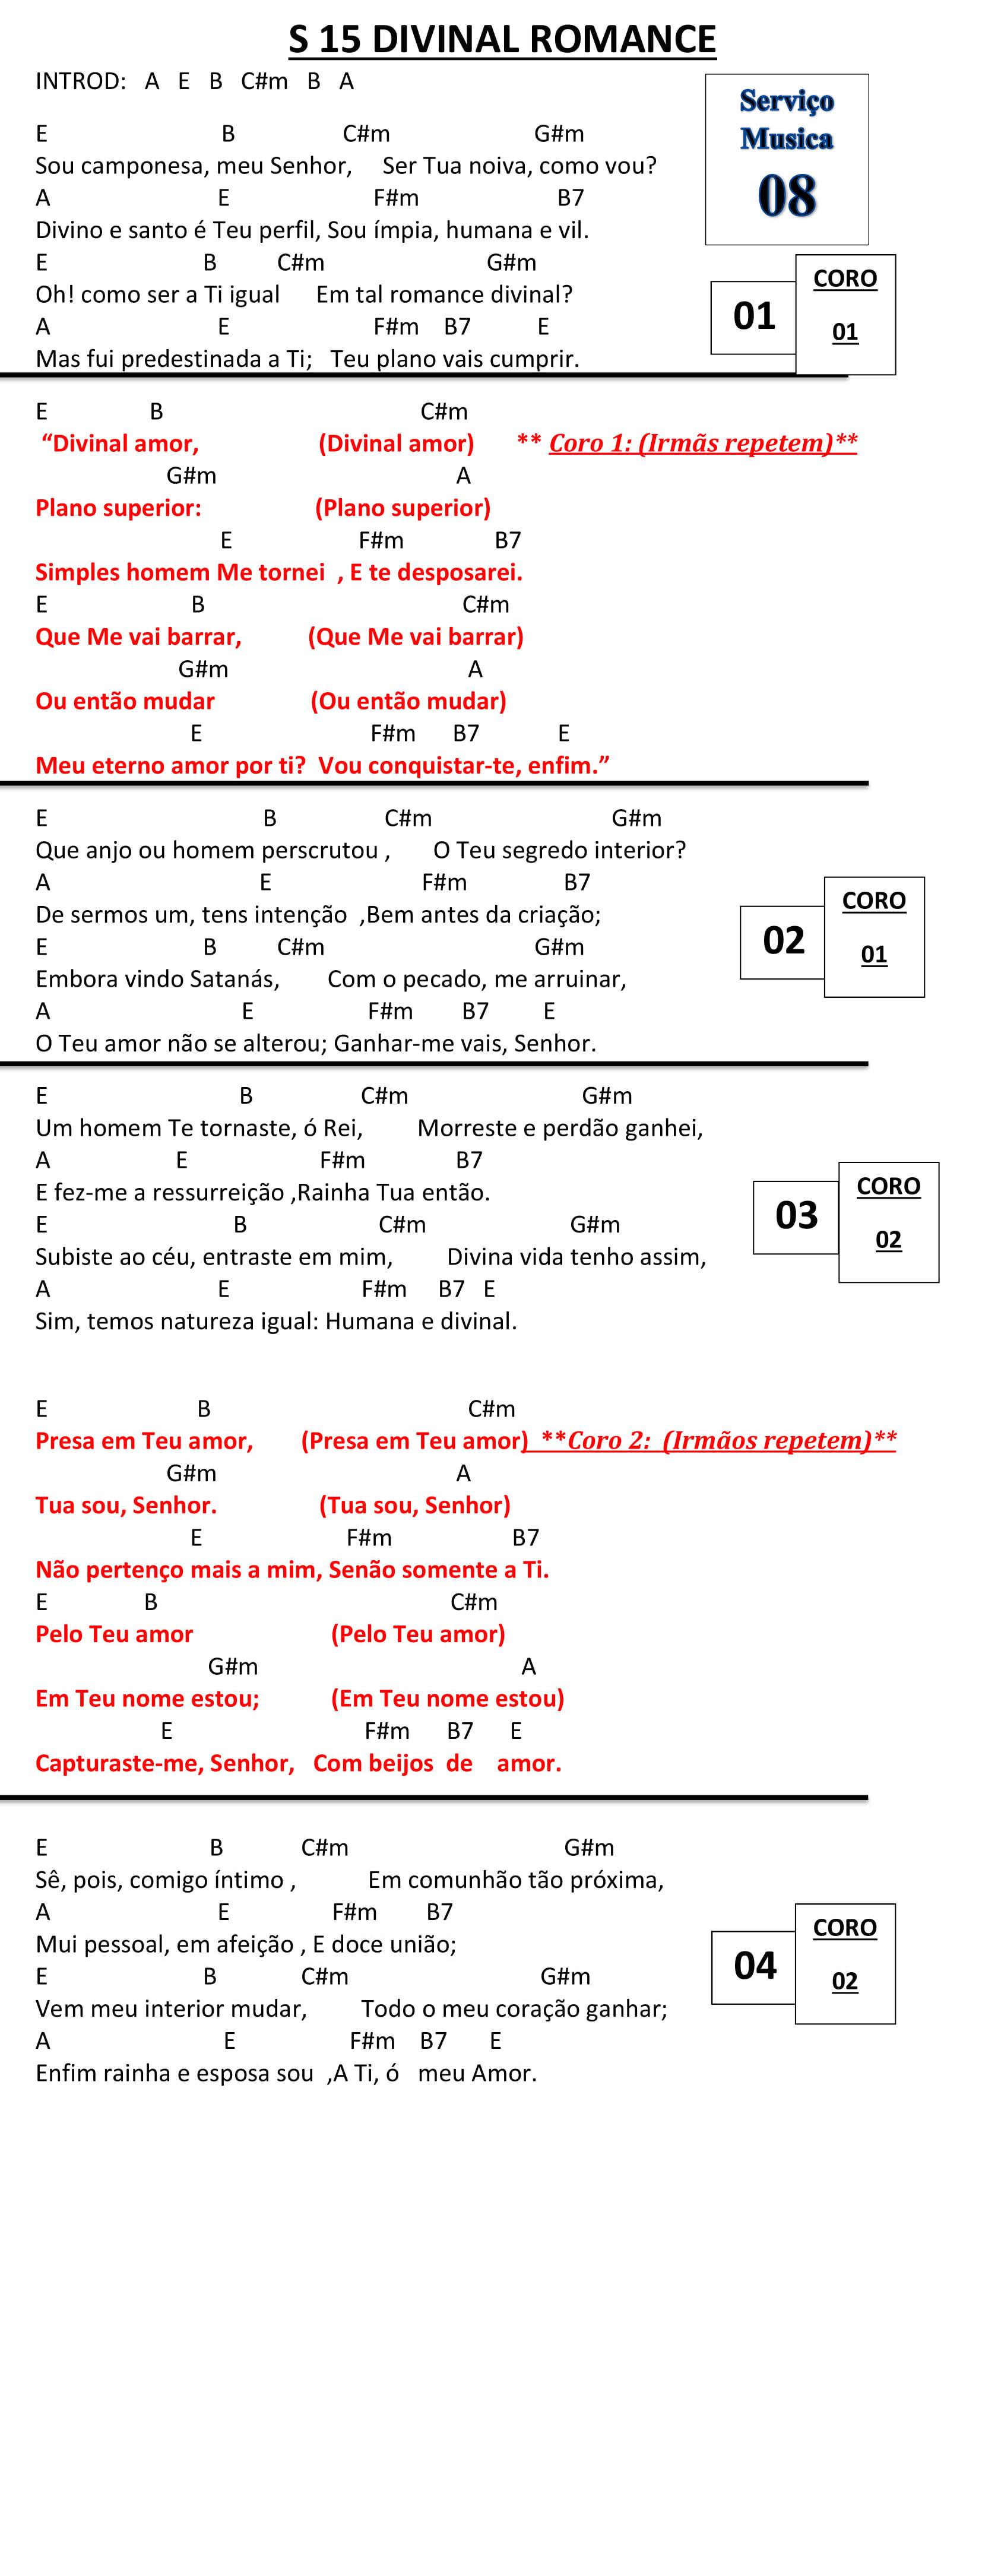 S 15 DIVINAL ROMANCE
INTROD: A E B C#m B A
Serviço
Musica
08
E B C#m G#m
Sou camponesa, meu Senhor, Ser Tua noiva, como vou?
A E F#m B7
Divino e santo é Teu perfil, Sou ímpia, humana e vil.
E B C#m G#m
Oh! como ser a Ti igual Em tal romance divinal?
A E F#m B7 E
Mas fui predestinada a Ti; Teu plano vais cumprir.
01
CORO
01
E B C#m
“Divinal amor, (Divinal amor) ** Coro 1: (Irmãs repetem)**
G#m A
Plano superior: (Plano superior)
E F#m B7
Simples homem Me tornei , E te desposarei.
E B C#m
Que Me vai barrar, (Que Me vai barrar)
G#m A
Ou então mudar (Ou então mudar)
E F#m B7 E
Meu eterno amor por ti? Vou conquistar-te, enfim.”
E B C#m G#m
Que anjo ou homem perscrutou , O Teu segredo interior?
A E F#m B7
De sermos um, tens intenção ,Bem antes da criação;
E B C#m G#m
Embora vindo Satanás, Com o pecado, me arruinar,
A E F#m B7 E
O Teu amor não se alterou; Ganhar-me vais, Senhor.
02
CORO
01
E B C#m G#m
Um homem Te tornaste, ó Rei, Morreste e perdão ganhei,
A E F#m B7
E fez-me a ressurreição ,Rainha Tua então.
E B C#m G#m
Subiste ao céu, entraste em mim, Divina vida tenho assim,
A E F#m B7 E
Sim, temos natureza igual: Humana e divinal.
03
CORO
02
E B C#m
Presa em Teu amor, (Presa em Teu amor) **Coro 2: (Irmãos repetem)**
G#m A
Tua sou, Senhor. (Tua sou, Senhor)
E F#m B7
Não pertenço mais a mim, Senão somente a Ti.
E B C#m
Pelo Teu amor (Pelo Teu amor)
G#m A
Em Teu nome estou; (Em Teu nome estou)
E F#m B7 E
Capturaste-me, Senhor, Com beijos de amor.
E B C#m G#m
Sê, pois, comigo íntimo , Em comunhão tão próxima,
A E F#m B7
Mui pessoal, em afeição , E doce união;
E B C#m G#m
Vem meu interior mudar, Todo o meu coração ganhar;
A E F#m B7 E
Enfim rainha e esposa sou ,A Ti, ó meu Amor.
04
CORO
02